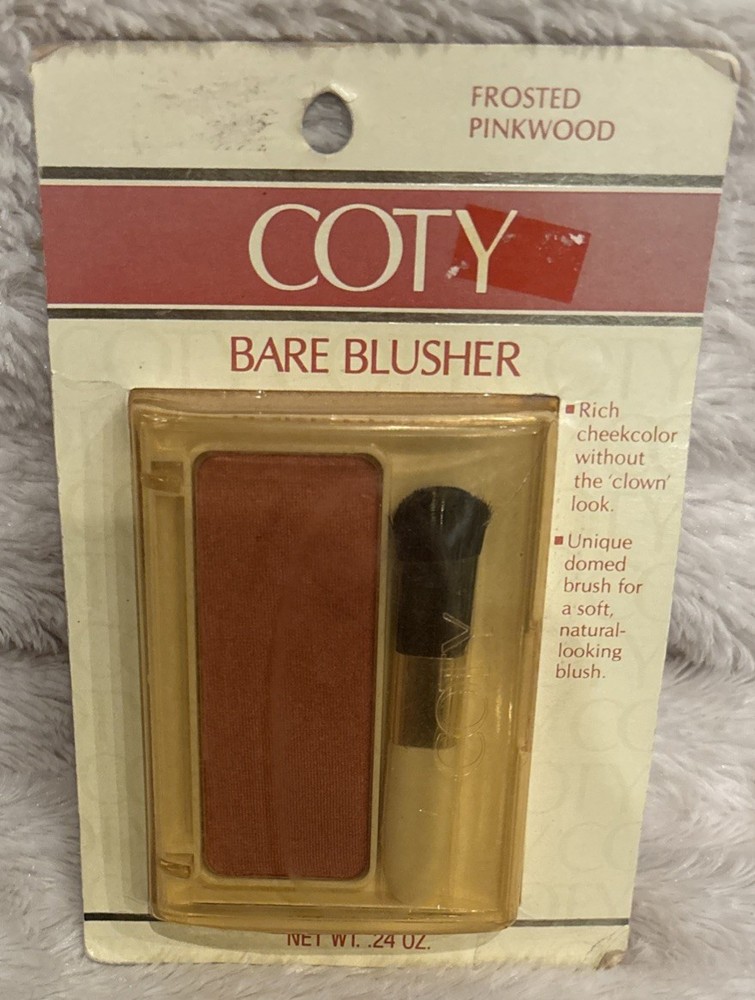 FROSTED
PINKWOOD
COTY
BARE BLUSHER
▪Rich
cheekcolor
without
the 'clown'
look.
▪Unique
domed
brush for
a soft,
natural-
looking
blush.
COTY
NET WT. .24 OZ.